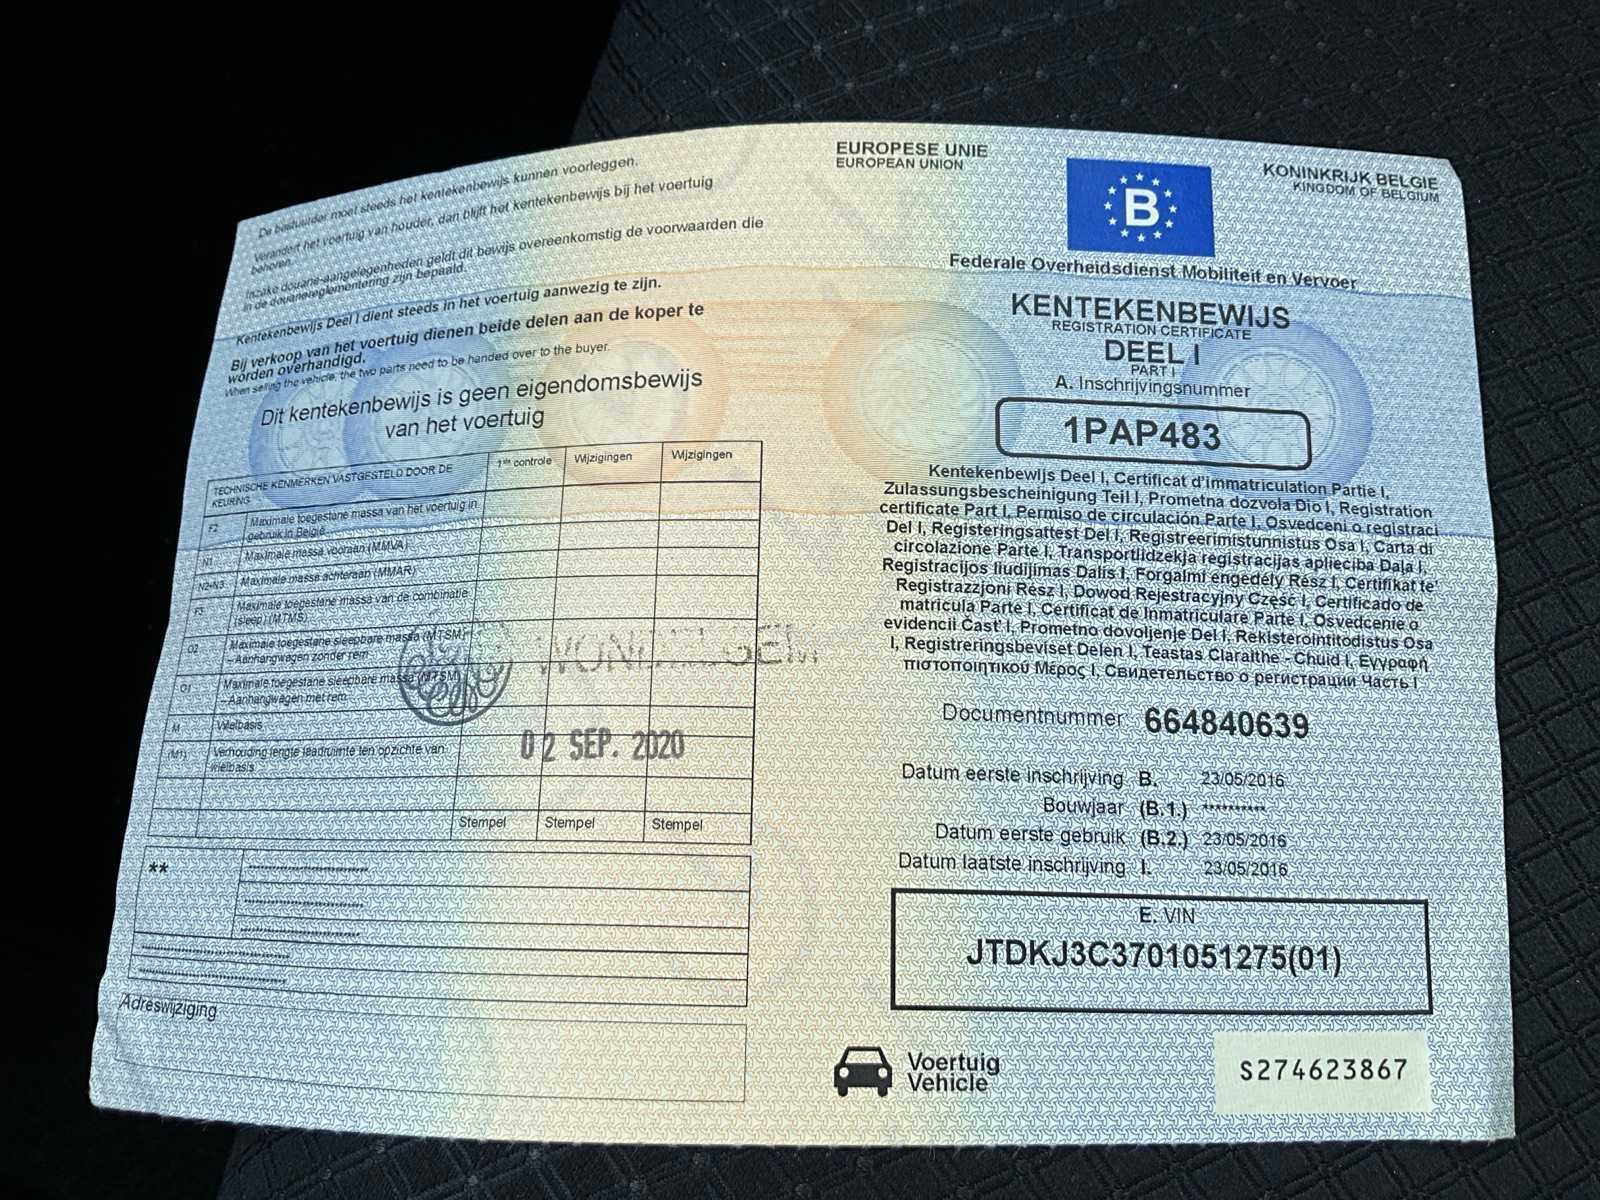 De bestuurder moet steeds het kentekenbewijs kunnen voorleggen.
Verandert het voertuig van houder, dan blijft het kentekenbewijs bij het voertuig
behoren.
Inzake douane-aangelegenheden geldt dit bewijs overeenkomstig de voorwaarden die
in de douanereglementering zijn bepaald.
Kentekenbewijs Deel I dient steeds in het voertuig aanwezig te zijn.
Bij verkoop van het voertuig dienen beide delen aan de koper te
worden overhandigd.
When selling the vehicle, the two parts need to be handed over to the buyer.
Dit kentekenbewijs is geen eigendomsbewijs
van het voertuig
TECHNISCHE KENMERKEN VASTGESTELD DOOR DE
KEURING
1ste controle
Wijzigingen
Wijzigingen
F2 Maximale toegestane massa van het voertuig in
gebruik in België
N1 Maximale massa vooraan (MMVA)
N2+N3 Maximale massa achteraan (MMAR)
F3 Maximale toegestane massa van de combinatie
(sleep) (MTMS)
O2 Maximale toegestane sleepbare massa (MTSM)
– Aanhangwagen zonder rem
O1 Maximale toegestane sleepbare massa (MTSM)
– Aanhangwagen met rem
M Wielbasis
(M1) Verhouding lengte laadruimte ten opzichte van
wielbasis
02 SEP. 2020
Stempel Stempel Stempel
**
Adreswijziging
EUROPESE UNIE
EUROPEAN UNION
B
KONINKRIJK BELGIE
KINGDOM OF BELGIUM
Federale Overheidsdienst Mobiliteit en Vervoer
KENTEKENBEWIJS
REGISTRATION CERTIFICATE
DEEL I
PART I
A. Inschrijvingsnummer
1PAP483
Kentekenbewijs Deel I, Certificat d'immatriculation Partie I,
Zulassungsbescheinigung Teil I, Prometna dozvola Dio I, Registration
certificate Part I, Permiso de circulación Parte I, Osvedceni o registraci
Del I, Registeringsattest Del I, Registreerimistunnistus Osa I, Carta di
circolazione Parte I, Transportlidzekja registracijas aplieciba Daļa I,
Registracijos liudijimas Dalis I, Forgalmi engedély Rész I, Certifikat te'
Registrazzjoni Rész I, Dowod Rejestracyjny Część I, Certificado de
matricula Parte I, Certificat de Inmatriculare Parte I, Osvedcenie o
evidencii Časť I, Prometno dovoljenje Del I, Rekisterointitodistus Osa
I, Registreringsbeviset Delen I, Teastas Claraithe - Chuid I, Εγγραφή
πιστοποιητικού Μέρος I, Свидетельство о регистрации Часть I
Documentnummer 664840639
Datum eerste inschrijving B. 23/05/2016
Bouwjaar (B.1.) **********
Datum eerste gebruik (B.2.) 23/05/2016
Datum laatste inschrijving I. 23/05/2016
E. VIN
JTDKJ3C3701051275(01)
Voertuig
Vehicle
S274623867